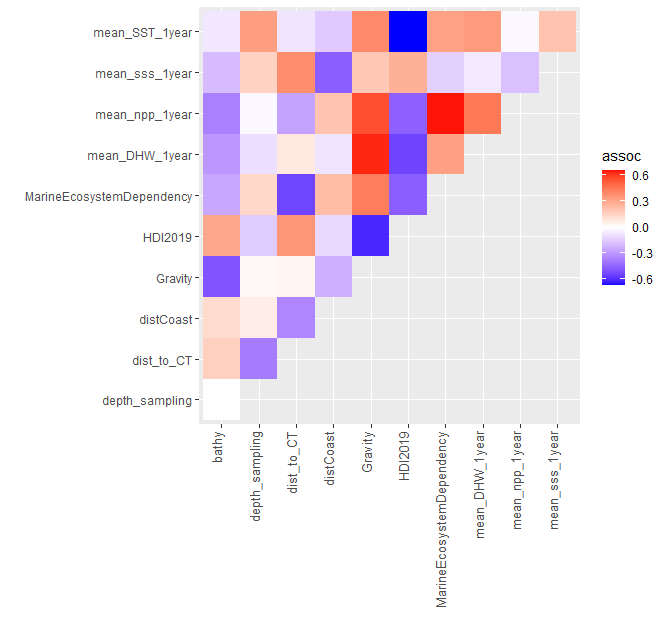 mean_SST_1year
mean_sss_1year
mean_npp_1year
mean_DHW_1year
MarineEcosystemDependency
HDI2019
Gravity
distCoast
dist_to_CT
depth_sampling
bathy
depth_sampling
dist_to_CT
distCoast
Gravity
HDI2019
MarineEcosystemDependency
mean_DHW_1year
mean_npp_1year
mean_sss_1year
assoc
0.6
0.3
0.0
-0.3
-0.6